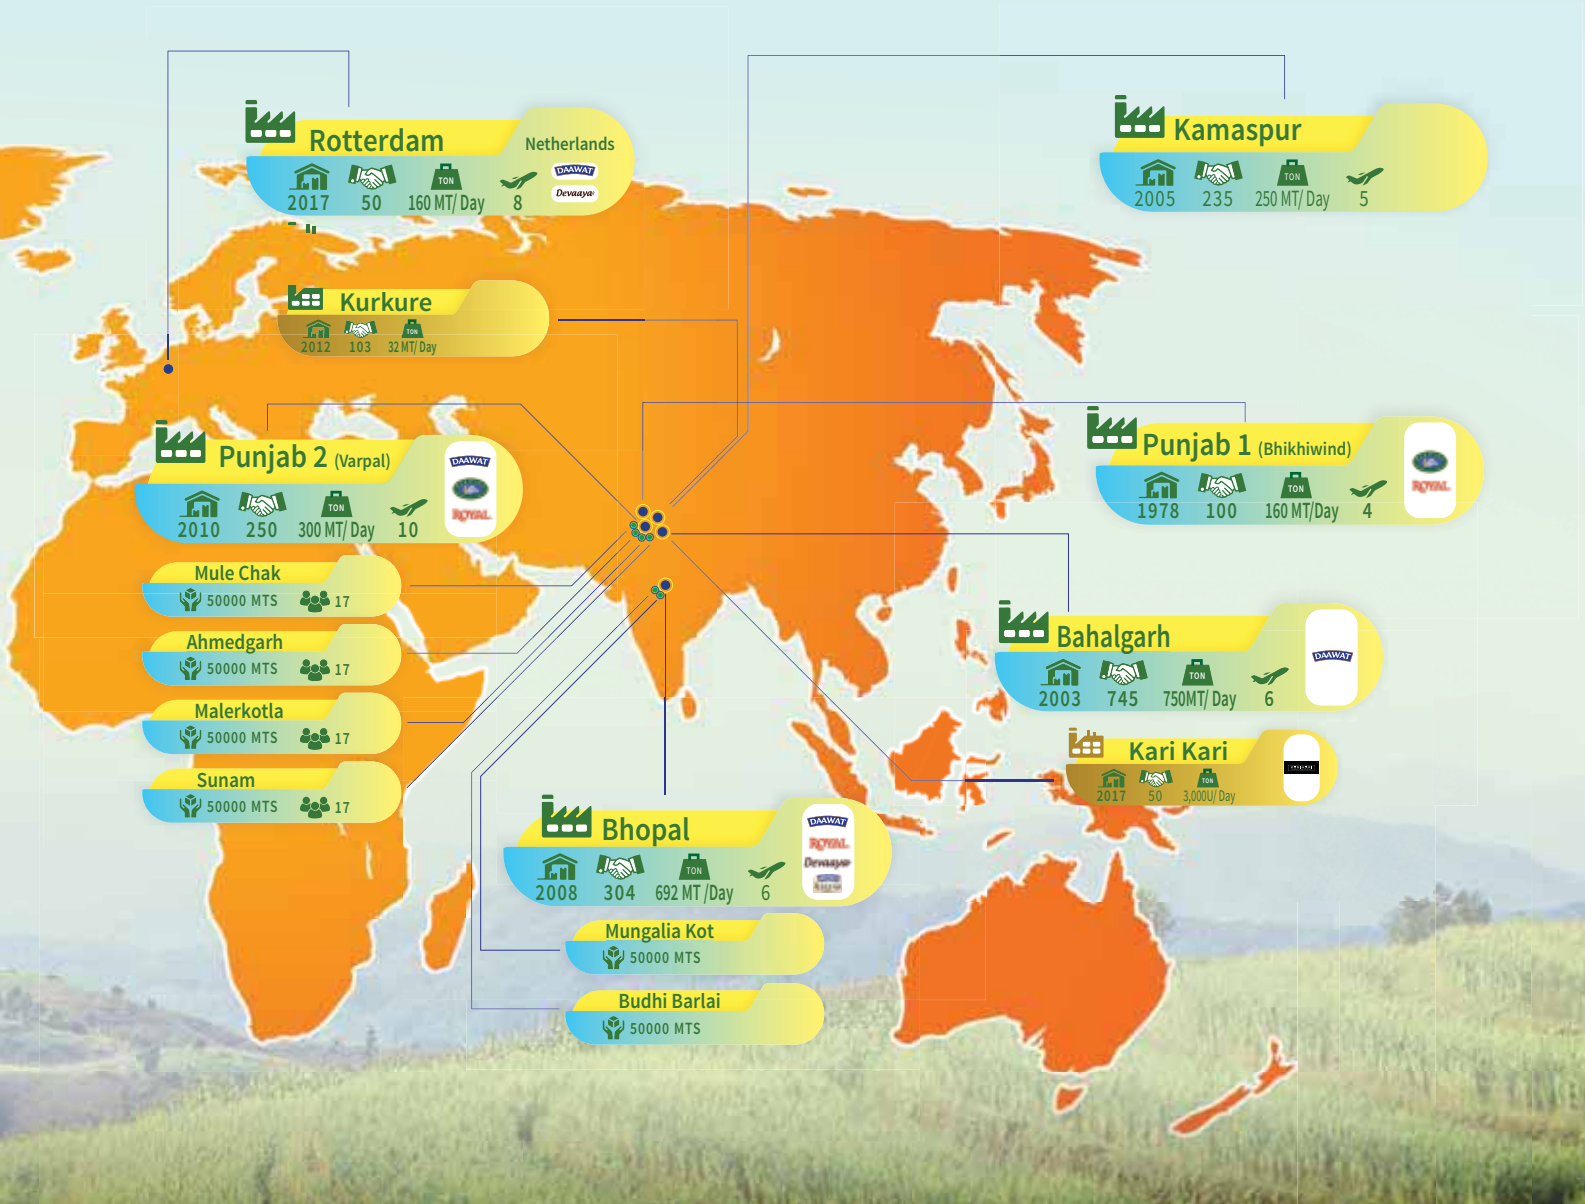 Rotterdam
Netherlands
DAAWAT
Devaaya
TON
2017 50 160 MT/ Day 8
Kamaspur
TON
2005 235 250 MT/ Day 5
Kurkure
TON
2012 103 32 MT/ Day
Punjab 2 (Varpal)
DAAWAT
ROYAL
TON
2010 250 300 MT/ Day 10
Punjab 1 (Bhikhiwind)
ROYAL
TON
1978 100 160 MT/Day 4
Mule Chak
50000 MTS 17
Ahmedgarh
50000 MTS 17
Malerkotla
50000 MTS 17
Sunam
50000 MTS 17
Bahalgarh
DAAWAT
TON
2003 745 750MT/ Day 6
Kari Kari
TON
2017 50 3,000U/ Day
Bhopal
DAAWAT
ROYAL
Devaaya
TON
2008 304 692 MT /Day 6
Mungalia Kot
50000 MTS
Budhi Barlai
50000 MTS